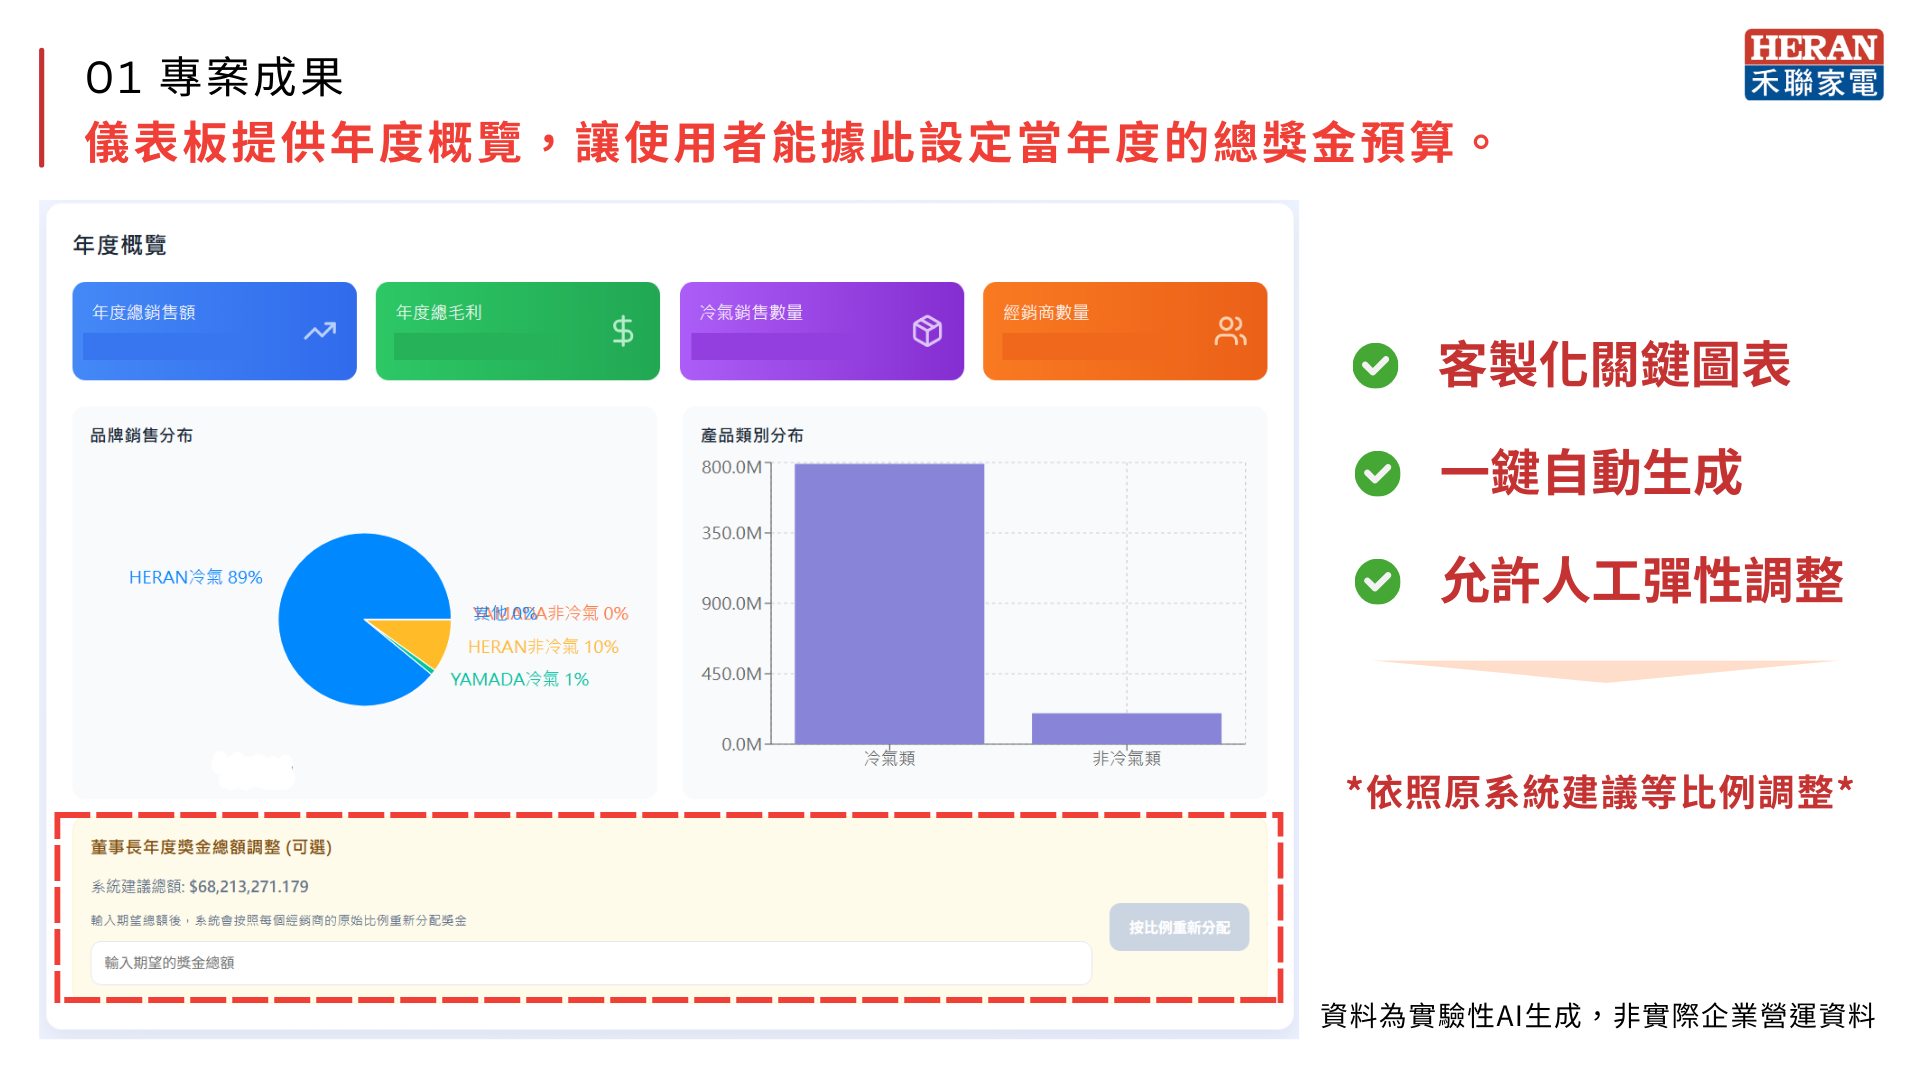 01 專案成果
儀表板提供年度概覽，讓使用者能據此設定當年度的總獎金預算。
HERAN
禾聯家電
年度概覽
年度總銷售額
年度總毛利
冷氣銷售數量
經銷商數量
品牌銷售分布
HERAN冷氣 89%
其他 0%
YAMADA非冷氣 0%
HERAN非冷氣 10%
YAMADA冷氣 1%
產品類別分布
800.0M
350.0M
900.0M
450.0M
0.0M
冷氣類
非冷氣類
董事長年度獎金總額調整 (可選)
系統建議總額: $68,213,271.179
輸入期望總額後，系統會按照每個經銷商的原始比例重新分配獎金
輸入期望的獎金總額
按比例重新分配
客製化關鍵圖表
一鍵自動生成
允許人工彈性調整
*依照原系統建議等比例調整*
資料為實驗性AI生成，非實際企業營運資料